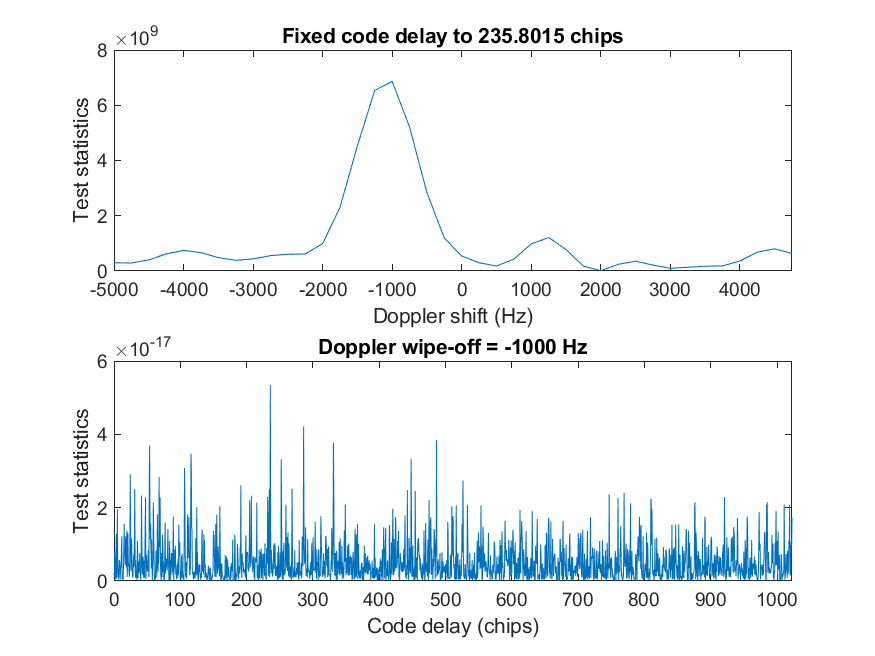 ×10^9
Fixed code delay to 235.8015 chips
8
6
4
2
0
Test statistics
-5000 -4000 -3000 -2000 -1000 0 1000 2000 3000 4000
Doppler shift (Hz)
×10^-17
Doppler wipe-off = -1000 Hz
6
4
2
0
Test statistics
0 100 200 300 400 500 600 700 800 900 1000
Code delay (chips)